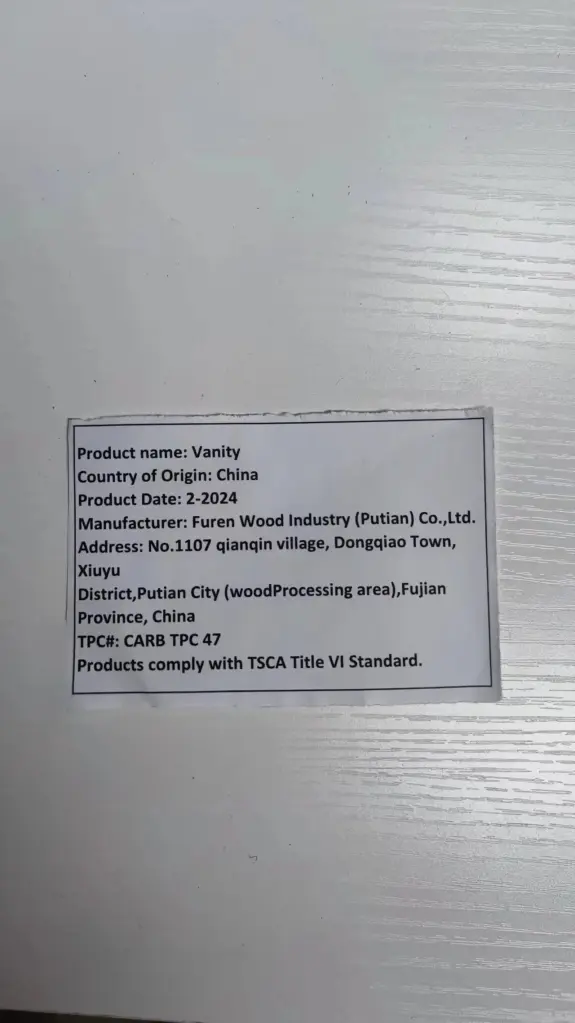 Product name: Vanity
Country of Origin: China
Product Date: 2-2024
Manufacturer: Furen Wood Industry (Putian) Co.,Ltd.
Address: No.1107 qianqin village, Dongqiao Town,
Xiuyu
District,Putian City (woodProcessing area),Fujian
Province, China
TPC#: CARB TPC 47
Products comply with TSCA Title VI Standard.